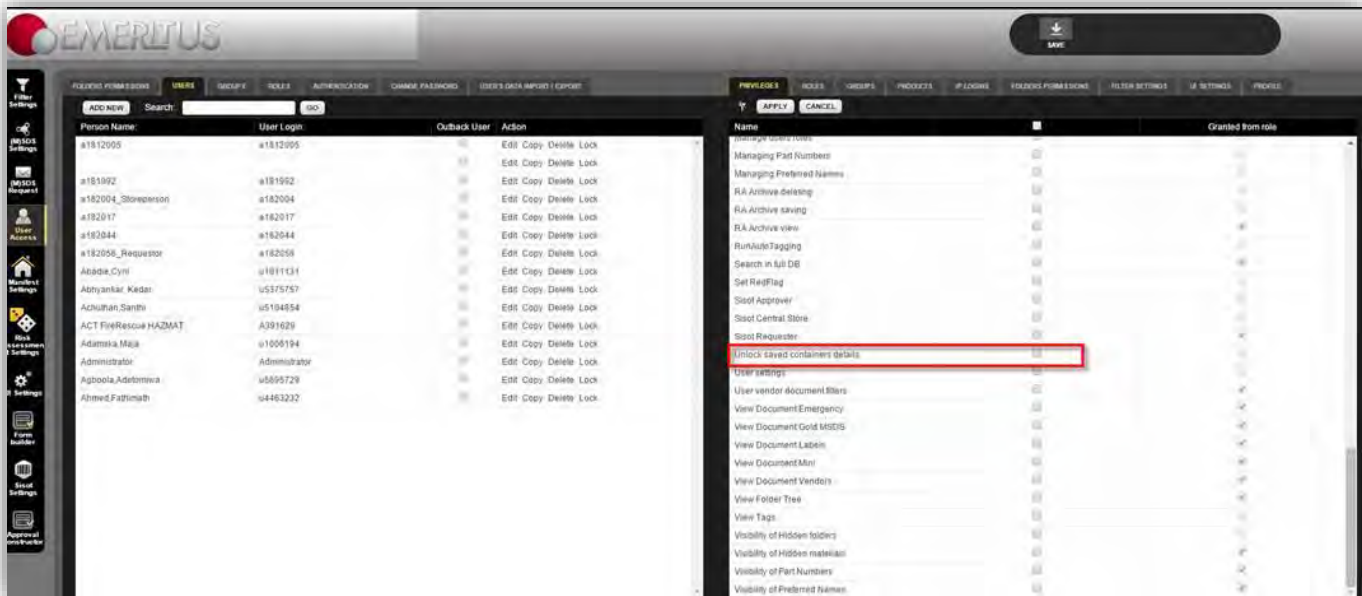 EMERITUS
SAVE
Filter Settings
(M)SDS Settings
(M)SDS Request
User Access
Manifest Settings
Risk ssessmen t Settings
Settings
Form builder
Sisot Settings
Approval onstructor
FOLDERS PERMISSIONS USERS GROUPS ROLES AUTHENTICATION CHANGE PASSWORD USER'S DATA IMPORT / EXPORT
ADD NEW Search: GO
Person Name: User Login: Outback User Action
a1812005 a1812005 Edit Copy Delete Lock
Edit Copy Delete Lock
a181992 a181992 Edit Copy Delete Lock
a182004_Storeperson a182004 Edit Copy Delete Lock
a182017 a182017 Edit Copy Delete Lock
a182044 a182044 Edit Copy Delete Lock
a182058_Requestor a182058 Edit Copy Delete Lock
Abadie,Cyril u1011131 Edit Copy Delete Lock
Abhyankar, Kedar u5375757 Edit Copy Delete Lock
Achuthan,Santhi u5104854 Edit Copy Delete Lock
ACT FireRescue HAZMAT A391629 Edit Copy Delete Lock
Adamska,Maja Edit Copy Delete Lock
Administrator Administrator Edit Copy Delete Lock
Agboola,Adetomiwa u5895729 Edit Copy Delete Lock
Ahmed,Fathimath u4463232 Edit Copy Delete Lock
PRIVILEGES ROLES GROUPS PRODUCTS IP LOGINS FOLDERS PERMISSIONS FILTER SETTINGS UI SETTINGS PROFILE
APPLY CANCEL
Name Granted from role
Manage users roles
Managing Part Numbers
Managing Preferred Names
RA Archive deleting
RA Archive saving
RA Archive view
RunAutoTagging
Search in full DB
Set RedFlag
Sisot Approver
Sisot Central Store
Sisot Requester
Unlock saved containers details
User settings
User vendor document filters
View Document Emergency
View Document Gold MSDS
View Document Labels
View Document Mini
View Document Vendors
View Folder Tree
View Tags
Visibility of Hidden folders
Visibility of Hidden materials
Visibility of Part Numbers
Visibility of Preferred Names